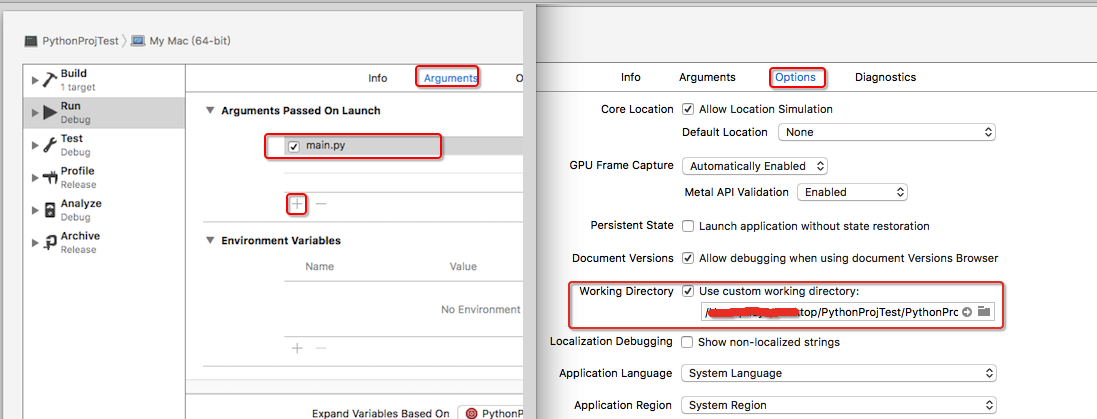 PythonProjTest
My Mac (64-bit)
Build
1 target
Run
Debug
Test
Debug
Profile
Release
Analyze
Debug
Archive
Release
Info
Arguments
O
Arguments Passed On Launch
main.py
Environment Variables
Name
Value
No Environment
Expand Variables Based On
PythonP
Info
Arguments
Options
Diagnostics
Core Location
Allow Location Simulation
Default Location
None
GPU Frame Capture
Automatically Enabled
Metal API Validation
Enabled
Persistent State
Launch application without state restoration
Document Versions
Allow debugging when using document Versions Browser
Working Directory
Use custom working directory:
top/PythonProjTest/PythonPro
Localization Debugging
Show non-localized strings
Application Language
System Language
Application Region
System Region